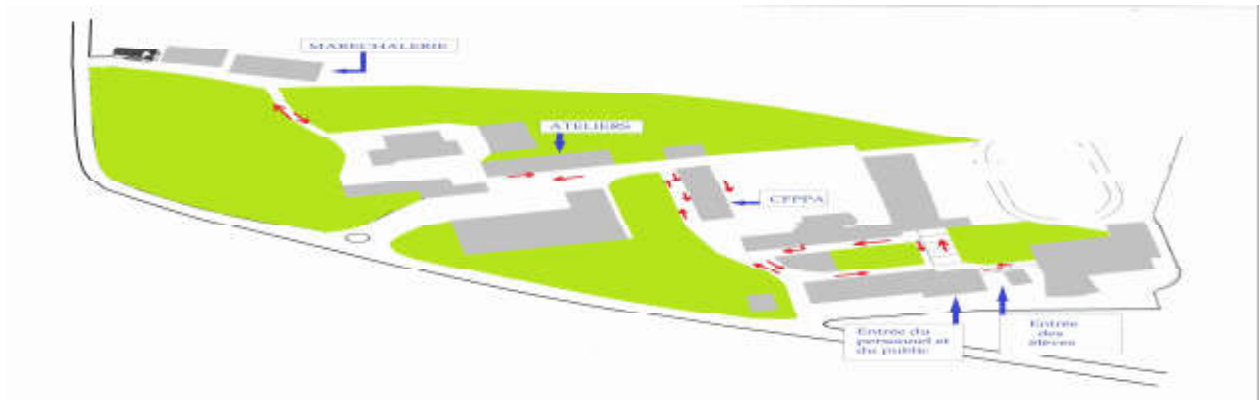 MARECHALERIE
ATELIERS
CFPPA
Entrée du
personnel et
du public
Entrée
des
élèves